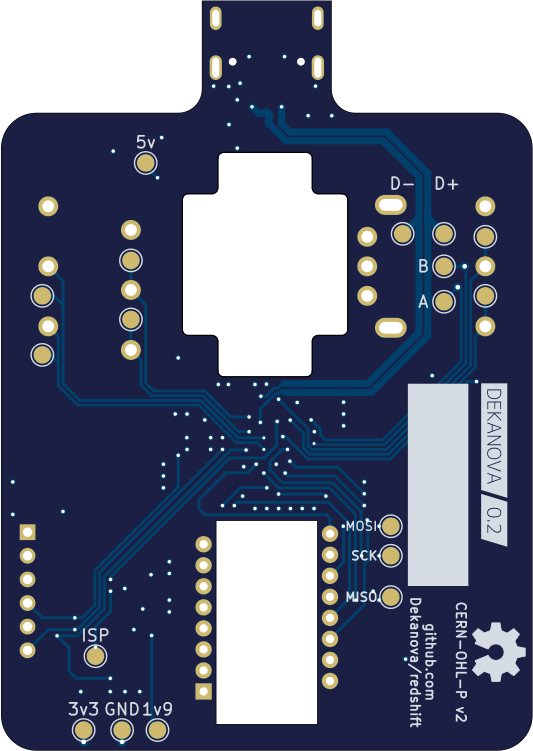 5v
D- D+
B
A
DEKANOVA / 0.2
MOSI
SCK
MISO
github.com
Dekanova/redshift
CERN-OHL-P v2
ISP
3v3 GND 1v9